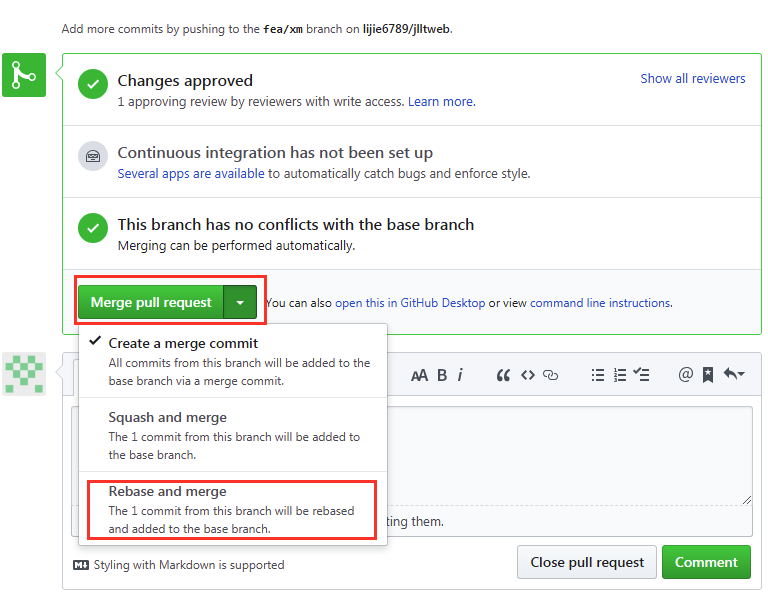 Add more commits by pushing to the fea/xm branch on lijie6789/jlltweb.
Changes approved
Show all reviewers
1 approving review by reviewers with write access. Learn more.
Continuous integration has not been set up
Several apps are available to automatically catch bugs and enforce style.
This branch has no conflicts with the base branch
Merging can be performed automatically.
Merge pull request
You can also open this in GitHub Desktop or view command line instructions.
Create a merge commit
All commits from this branch will be added to the
base branch via a merge commit.
AA B i
Squash and merge
The 1 commit from this branch will be added to
the base branch.
Rebase and merge
The 1 commit from this branch will be rebased
and added to the base branch.
ting them.
Styling with Markdown is supported
Close pull request
Comment